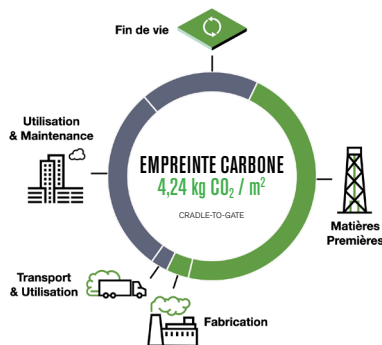 Fin de vie
Utilisation
& Maintenance
EMPREINTE CARBONE
4,24 kg CO₂ / m²
CRADLE-TO-GATE
Matières
Premières
Transport
& Utilisation
Fabrication